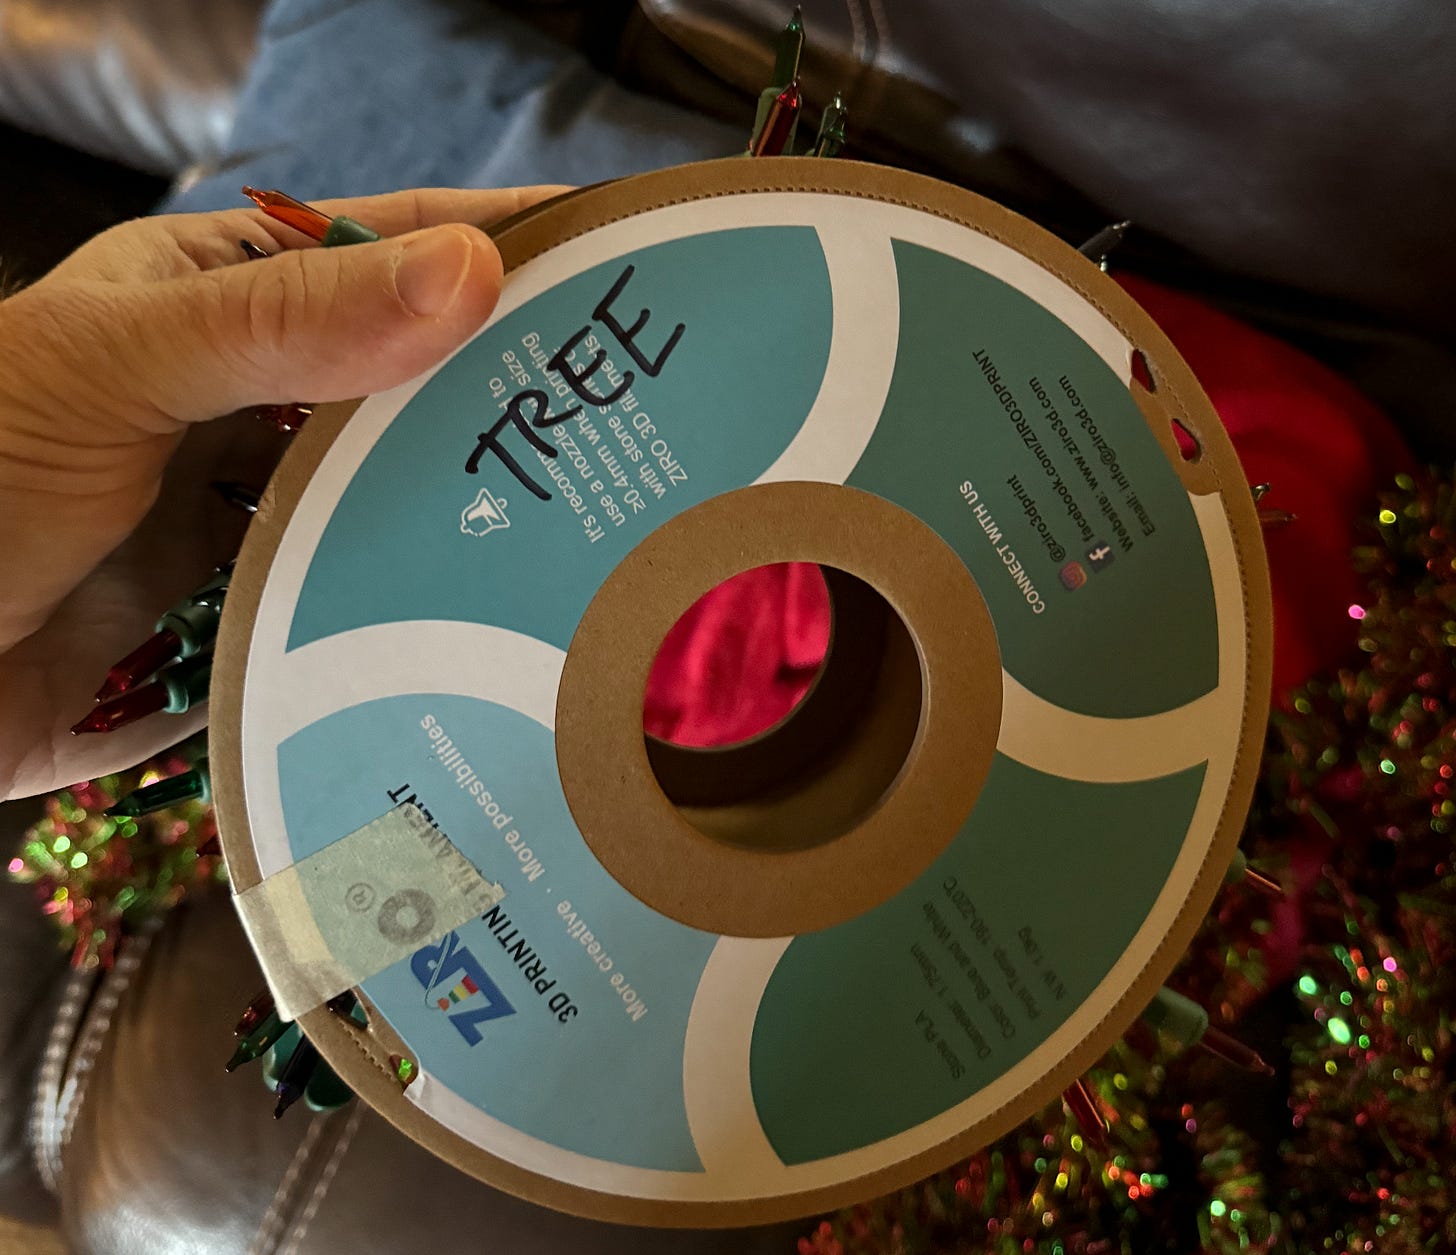 TREE
It's recomm to
use a nozzle size
≥0.4mm when printing
with stone s
ZIRO 3D filaments
CONNECT WITH US
@ziro3dprint
facebook.com/ZIRO3DPRINT
Website: www.ziro3d.com
Email: info@ziro3d.com
ZIRO®
3D PRINTING FILAMENT
More creative · More possibilities
Stone PLA
Diameter: 1.75mm
Color: Blue and White
Print Temp: 190-220°C
N.W: 1.0kg